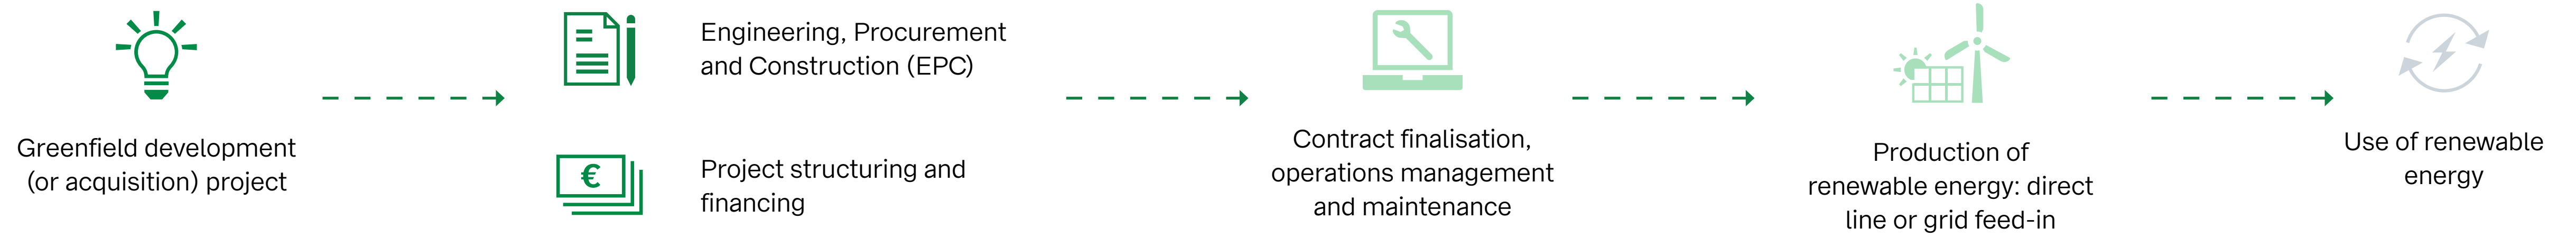 Greenfield development
(or acquisition) project
Engineering, Procurement
and Construction (EPC)
€
Project structuring and
financing
Contract finalisation,
operations management
and maintenance
Production of
renewable energy: direct
line or grid feed-in
Use of renewable
energy